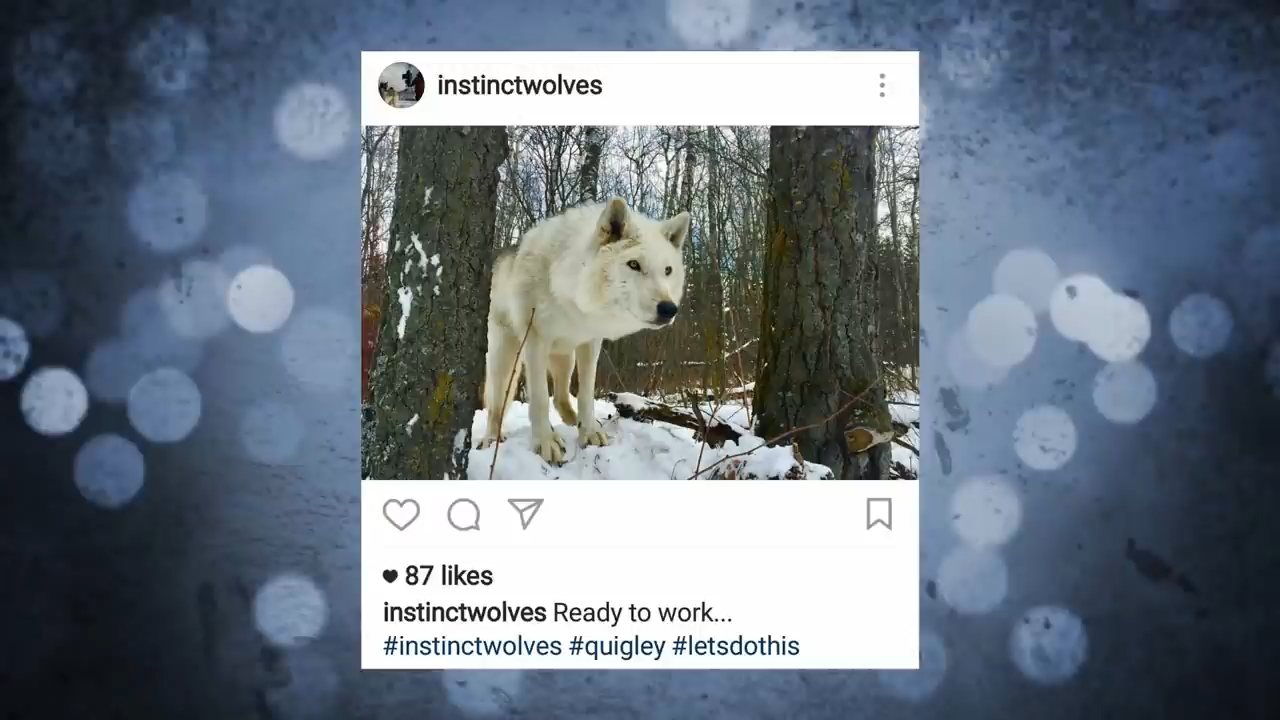 instinctwolves
87 likes
instinctwolves Ready to work...
#instinctwolves #quigley #letsdothis